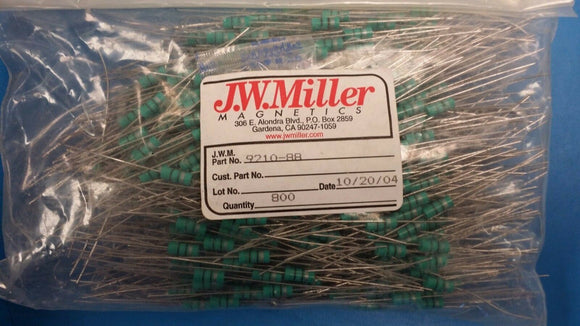 J.W.Miller
MAGNETICS
306 E. Alondra Blvd., P.O. Box 2859
Gardena, CA 90247-1059
www.jwmiller.com
J.W.M.
Part No. 9210-88
Cust. Part No.
Lot No. Date 10/20/04
Quantity 800